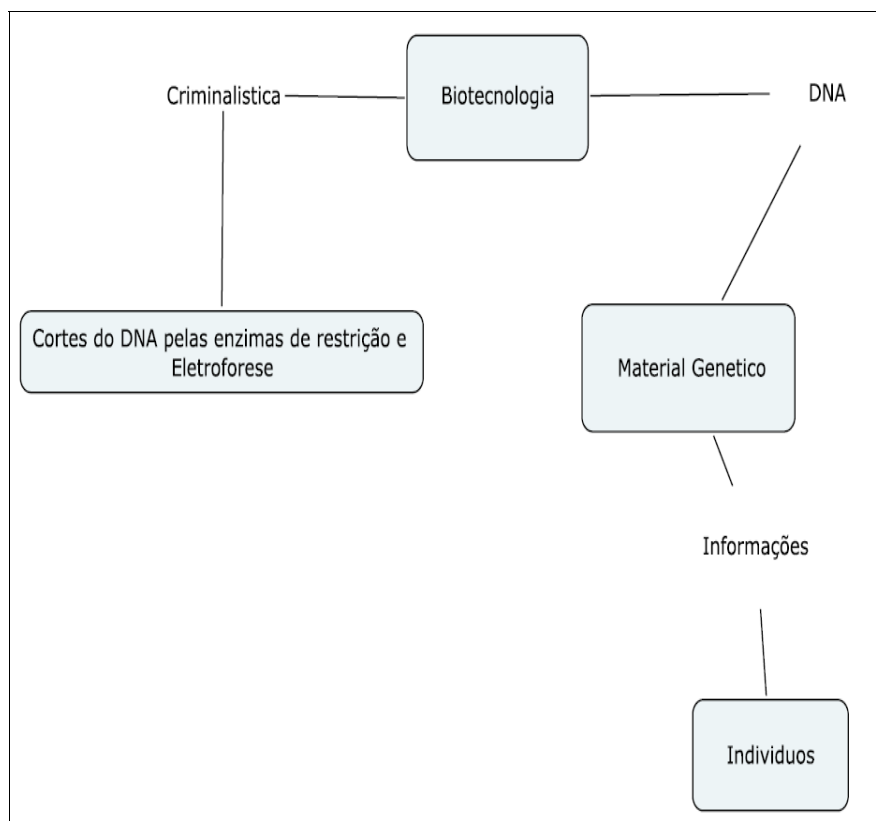 Criminalistica
Biotecnologia
DNA
Cortes do DNA pelas enzimas de restrição e
Eletroforese
Material Genetico
Informações
Individuos